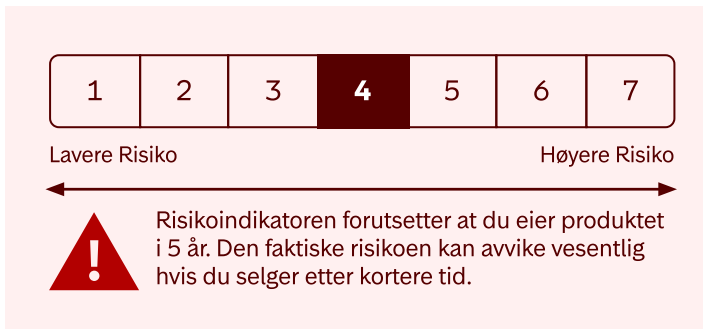 1 2 3 4 5 6 7
Lavere Risiko Høyere Risiko
Risikoindikatoren forutsetter at du eier produktet
i 5 år. Den faktiske risikoen kan avvike vesentlig
hvis du selger etter kortere tid.